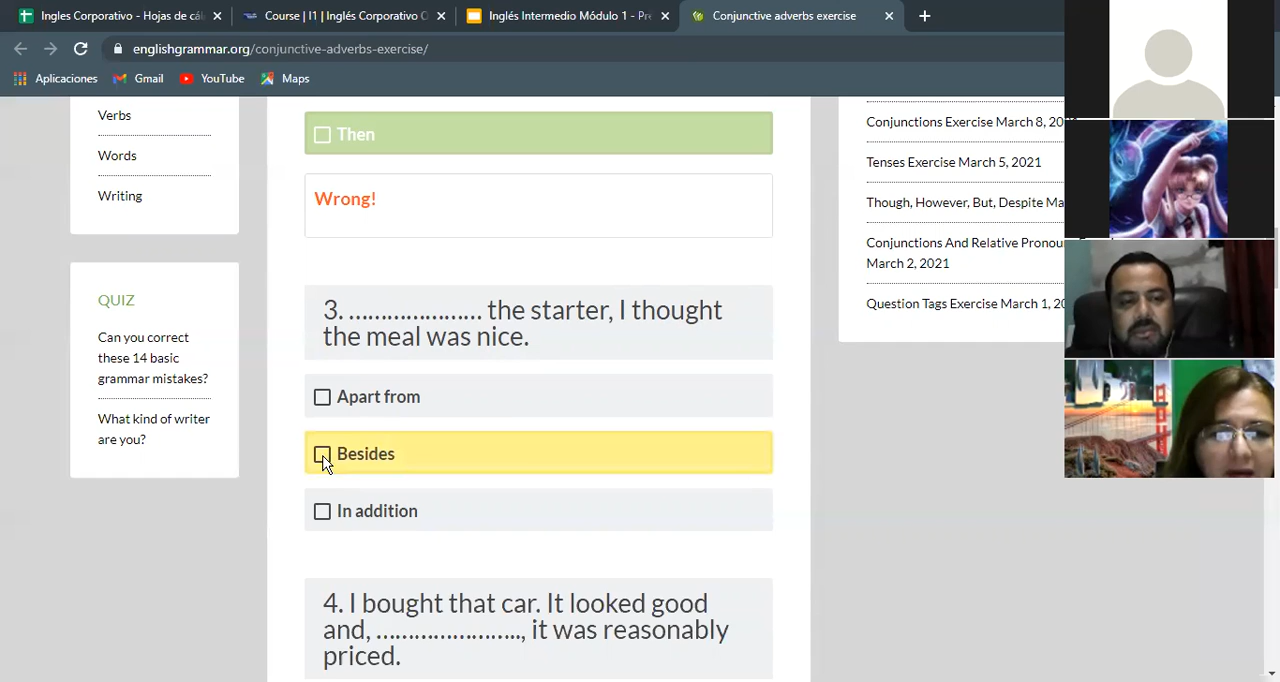 Ingles Corporativo - Hojas de cál
Course | I1 | Inglés Corporativo C
Inglés Intermedio Módulo 1 - Pre
Conjunctive adverbs exercise
englishgrammar.org/conjunctive-adverbs-exercise/
Aplicaciones
Gmail
YouTube
Maps
Verbs
Words
Writing
QUIZ
Can you correct
these 14 basic
grammar mistakes?
What kind of writer
are you?
Then
Wrong!
3. ………………… the starter, I thought
the meal was nice.
Apart from
Besides
In addition
4. I bought that car. It looked good
and, ………………….., it was reasonably
priced.
Conjunctions Exercise March 8, 20
Tenses Exercise March 5, 2021
Though, However, But, Despite Ma
Conjunctions And Relative Pronou
March 2, 2021
Question Tags Exercise March 1, 20